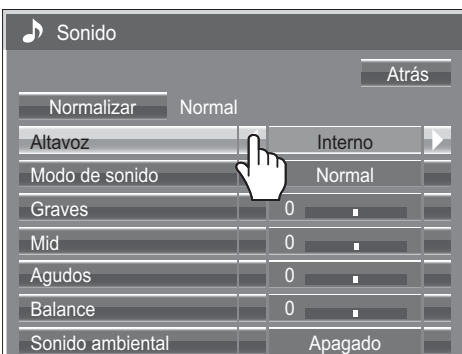 Sonido
Atrás
Normalizar Normal
Altavoz Interno
Modo de sonido Normal
Graves 0
Mid 0
Agudos 0
Balance 0
Sonido ambiental Apagado